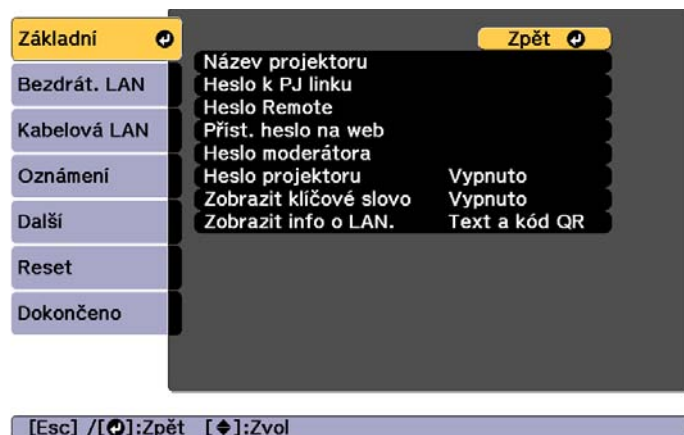 Základní
Bezdrát. LAN
Kabelová LAN
Oznámení
Další
Reset
Dokončeno
Zpět
Název projektoru
Heslo k PJ linku
Heslo Remote
Příst. heslo na web
Heslo moderátora
Heslo projektoru Vypnuto
Zobrazit klíčové slovo Vypnuto
Zobrazit info o LAN. Text a kód QR
[Esc] /[⏎]:Zpět [◆]:Zvol